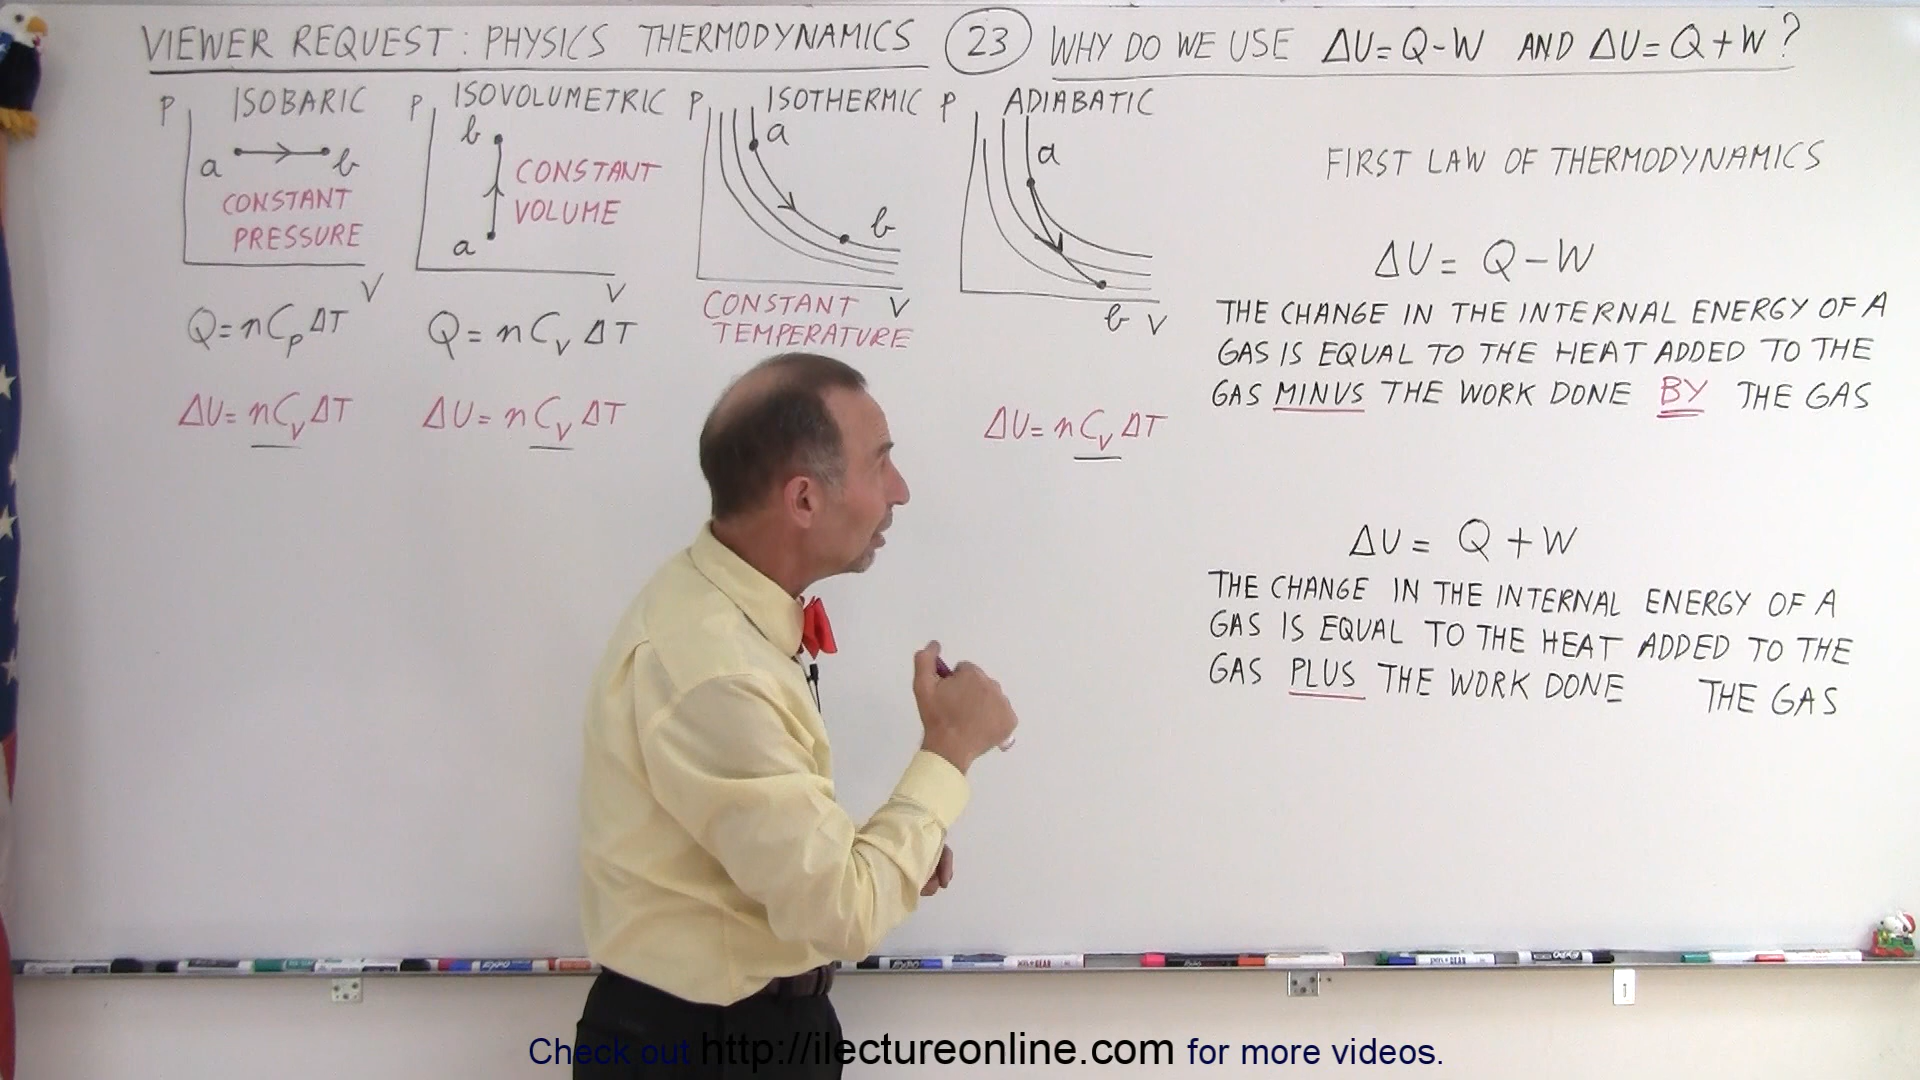 VIEWER REQUEST: PHYSICS THERMODYNAMICS 23 WHY DO WE USE ΔU=Q-W AND ΔU=Q+W?
P ISOBARIC
a b
CONSTANT
PRESSURE
V
Q=nCpΔT
ΔU=nCvΔT
P ISOVOLUMETRIC
b
CONSTANT
VOLUME
a
V
Q=nCvΔT
ΔU=nCvΔT
P ISOTHERMIC
a
b
V
CONSTANT
TEMPERATURE
P ADIABATIC
a
b V
ΔU=nCvΔT
FIRST LAW OF THERMODYNAMICS
ΔU= Q-W
THE CHANGE IN THE INTERNAL ENERGY OF A
GAS IS EQUAL TO THE HEAT ADDED TO THE
GAS MINUS THE WORK DONE BY THE GAS
ΔU= Q+W
THE CHANGE IN THE INTERNAL ENERGY OF A
GAS IS EQUAL TO THE HEAT ADDED TO THE
GAS PLUS THE WORK DONE THE GAS
EXPO
Check out http://ilectureonline.com for more videos.